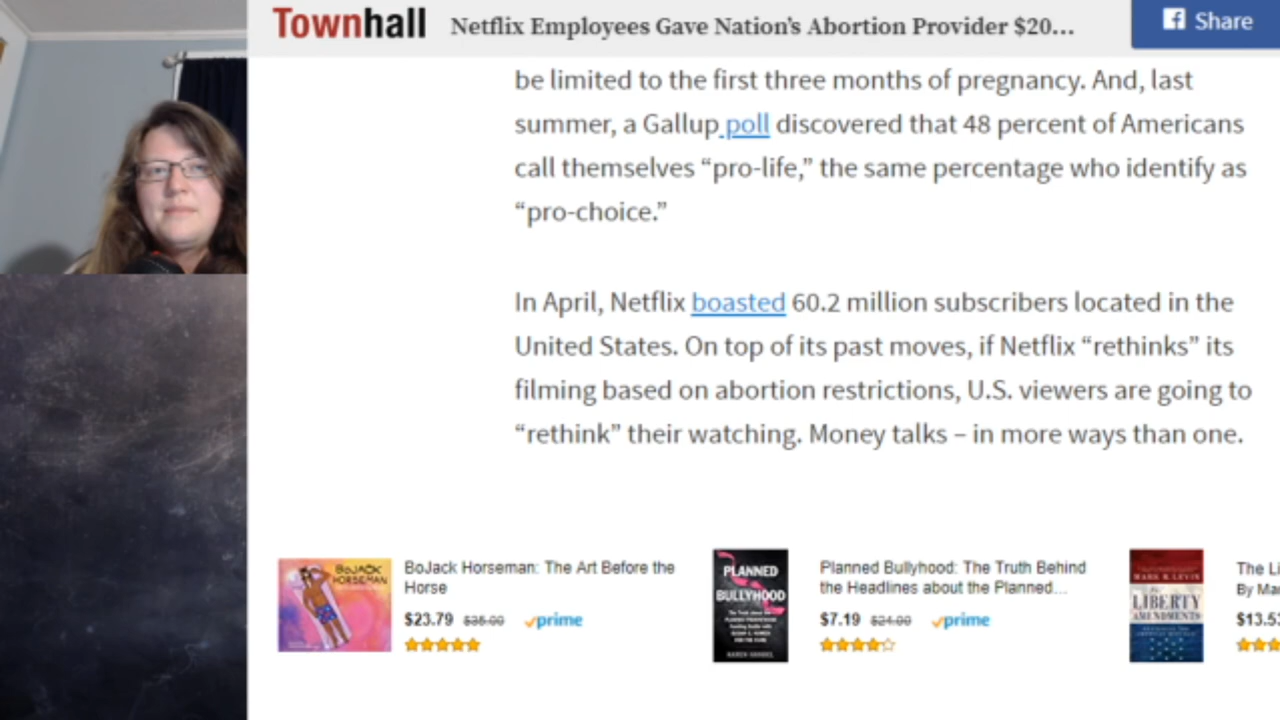 Townhall Netflix Employees Gave Nation's Abortion Provider $20... Share
be limited to the first three months of pregnancy. And, last
summer, a Gallup poll discovered that 48 percent of Americans
call themselves “pro-life,” the same percentage who identify as
“pro-choice.”
In April, Netflix boasted 60.2 million subscribers located in the
United States. On top of its past moves, if Netflix “rethinks” its
filming based on abortion restrictions, U.S. viewers are going to
“rethink” their watching. Money talks – in more ways than one.
BOJACK
HORSEMAN
BoJack Horseman: The Art Before the
Horse
$23.79 $35.00 prime
PLANNED
BULLYHOOD
Planned Bullyhood: The Truth Behind
the Headlines about the Planned...
$7.19 $24.00 prime
MARK R. LEVIN
LIBERTY
AMENDMENTS
The Li
By Ma
$13.53